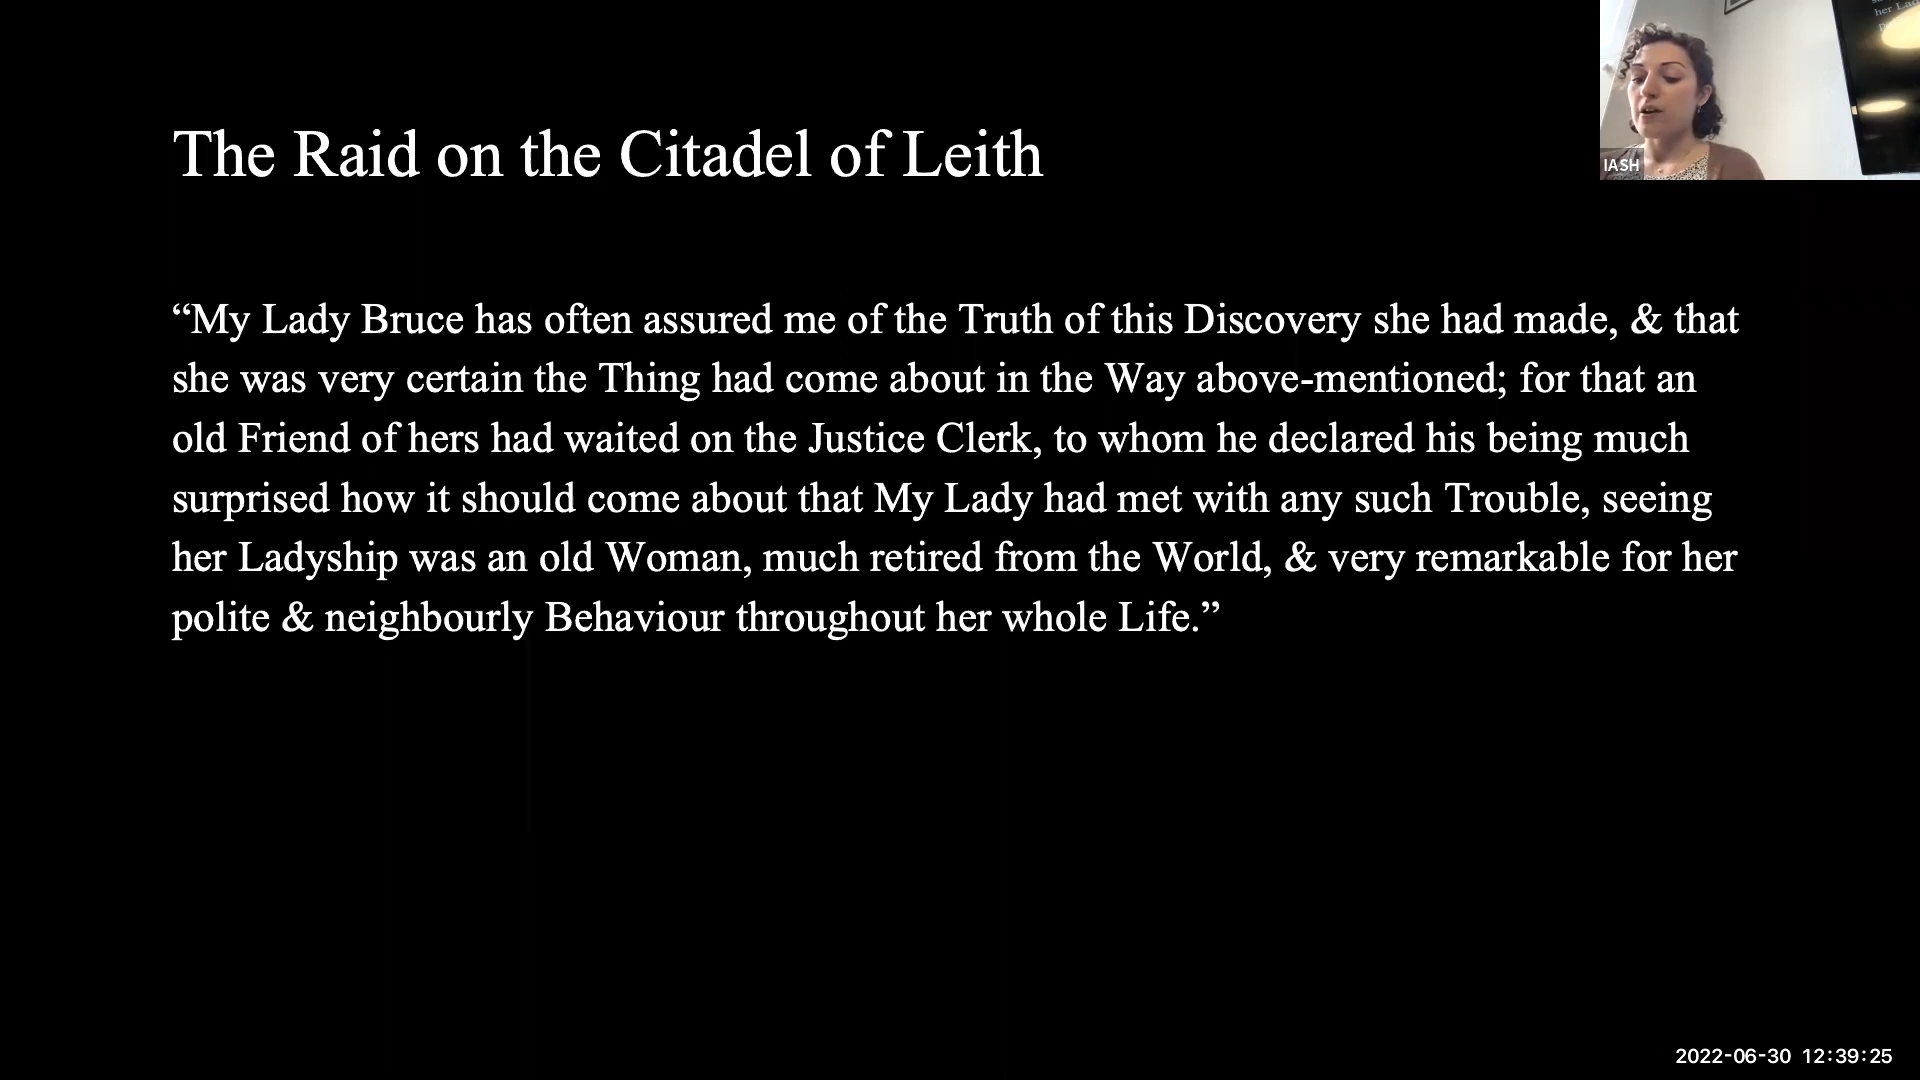 The Raid on the Citadel of Leith
her Lad
IASH
“My Lady Bruce has often assured me of the Truth of this Discovery she had made, & that
she was very certain the Thing had come about in the Way above-mentioned; for that an
old Friend of hers had waited on the Justice Clerk, to whom he declared his being much
surprised how it should come about that My Lady had met with any such Trouble, seeing
her Ladyship was an old Woman, much retired from the World, & very remarkable for her
polite & neighbourly Behaviour throughout her whole Life.”
2022-06-30 12:39:25